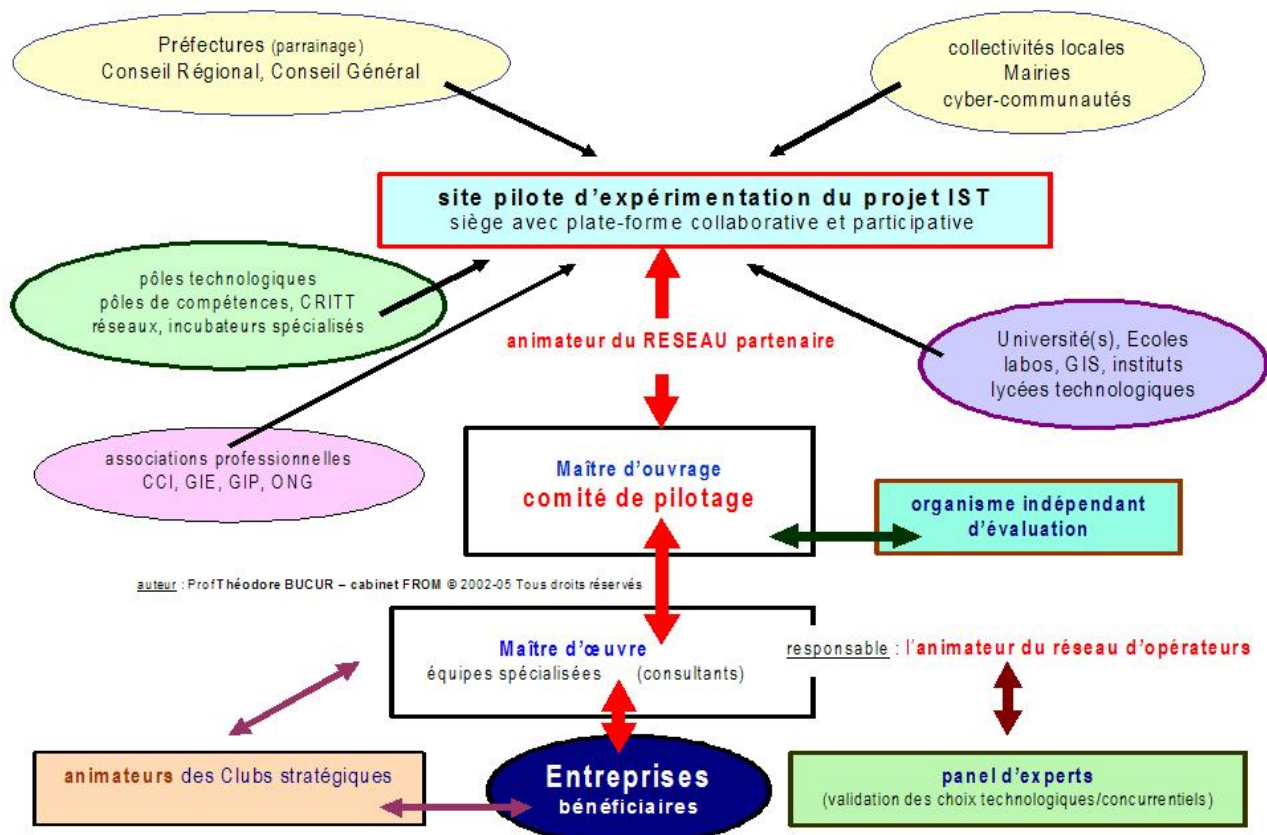 Préfectures (parrainage)
Conseil Régional, Conseil Général
collectivités locales
Mairies
cyber-communautés
site pilote d’expérimentation du projet IST
siège avec plate-forme collaborative et participative
pôles technologiques
pôles de compétences, CRITT
réseaux, incubateurs spécialisés
animateur du RESEAU partenaire
Université(s), Ecoles
labos, GIS, instituts
lycées technologiques
associations professionnelles
CCI, GIE, GIP, ONG
Maître d’ouvrage
comité de pilotage
organisme indépendant
d’évaluation
auteur : Prof Théodore BUCUR – cabinet FROM © 2002-05 Tous droits réservés
Maître d’œuvre
équipes spécialisées (consultants)
responsable : l’animateur du réseau d’opérateurs
animateurs des Clubs stratégiques
Entreprises
bénéficiaires
panel d’experts
(validation des choix technologiques/concurrentiels)